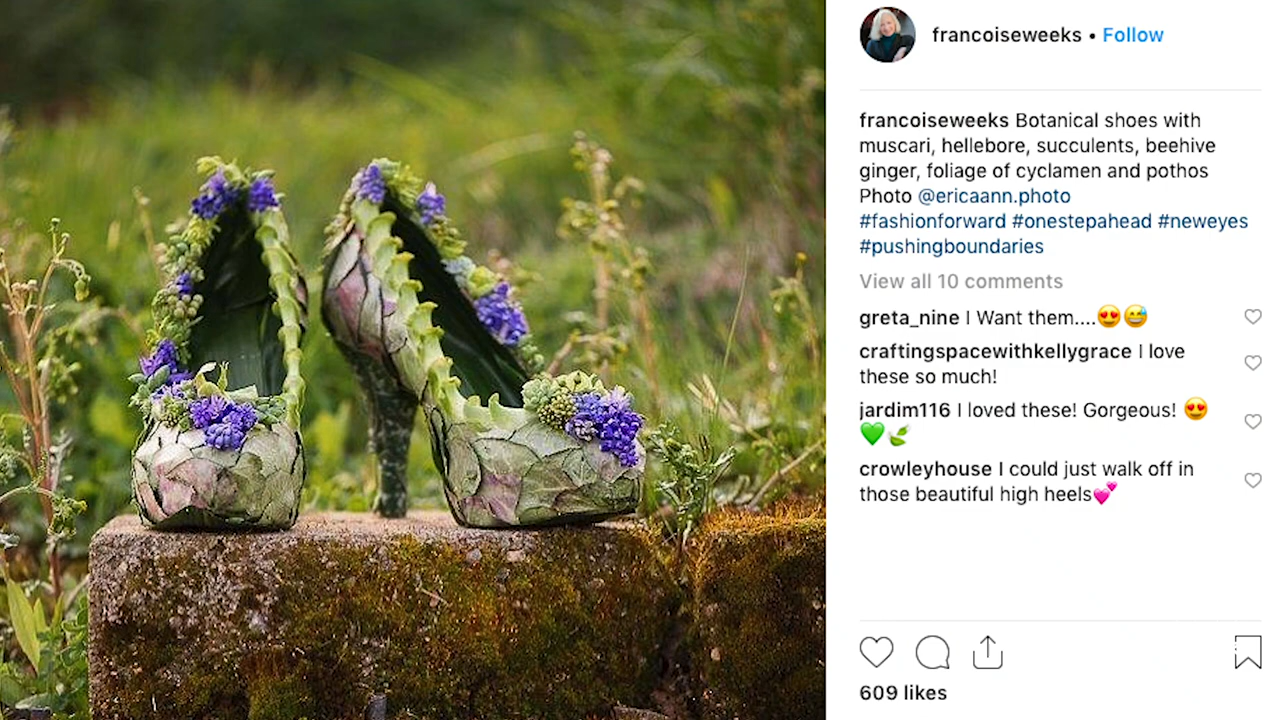 francoiseweeks • Follow
francoiseweeks Botanical shoes with
muscari, hellebore, succulents, beehive
ginger, foliage of cyclamen and pothos
Photo @ericaann.photo
#fashionforward #onestepahead #neweyes
#pushingboundaries
View all 10 comments
greta_nine I Want them....😍😅
craftingspacewithkellygrace I love
these so much!
jardim116 I loved these! Gorgeous! 😍
💚🍃
crowleyhouse I could just walk off in
those beautiful high heels💕
609 likes